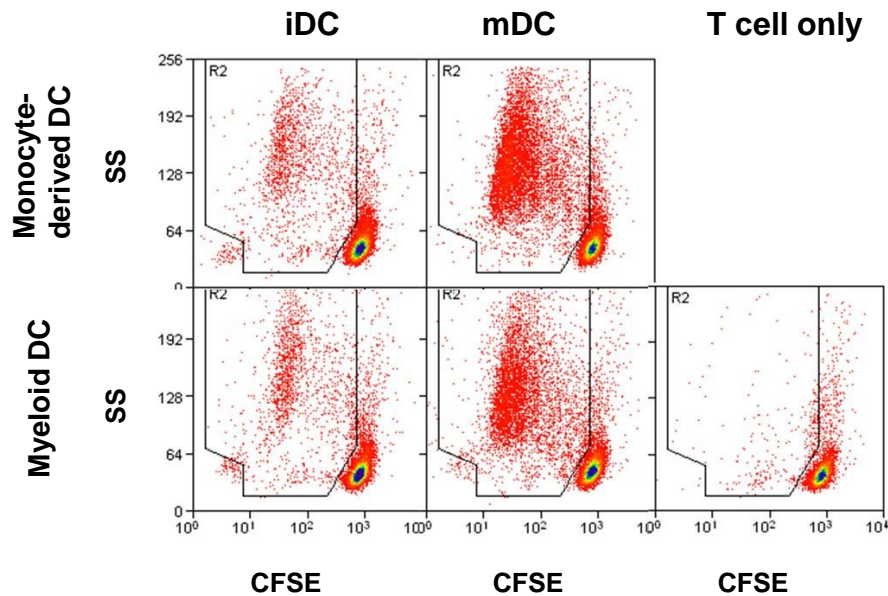 iDC mDC T cell only
Monocyte-
derived DC
SS
256
192
128
64
0
R2
R2
Myeloid DC
SS
192
128
64
0
R2
R2
R2
10⁰ 10¹ 10² 10³ 10⁰ 10¹ 10² 10³ 10⁰ 10¹ 10² 10³ 10⁴
CFSE CFSE CFSE